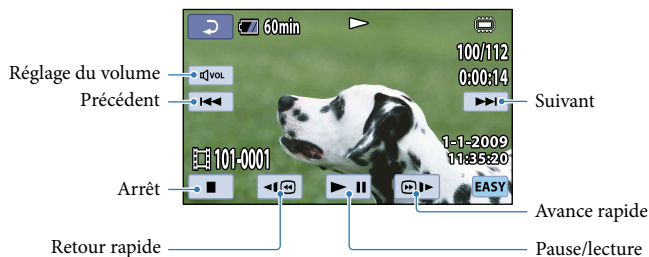 60min
100/112
Réglage du volume
VOL
0:00:14
Précédent
Suivant
1-1-2009
101-0001
11:35:20
Arrêt
EASY
Avance rapide
Retour rapide
Pause/lecture